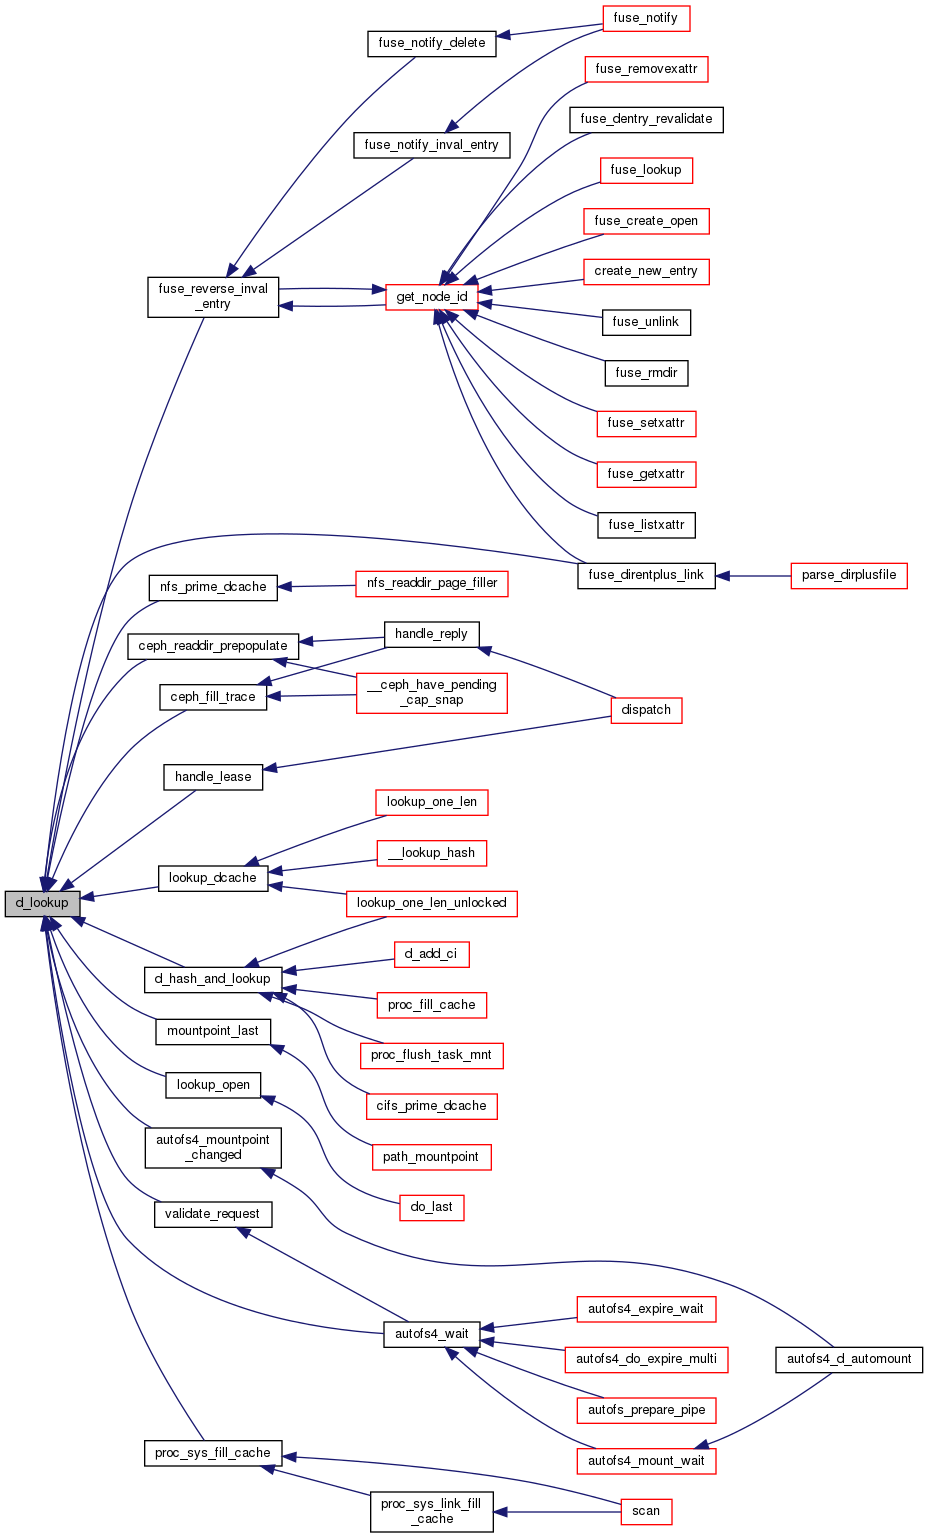 fuse_notify
fuse_notify_delete
fuse_removexattr
fuse_dentry_revalidate
fuse_notify_inval_entry
fuse_lookup
fuse_create_open
create_new_entry
fuse_reverse_inval
_entry
get_node_id
fuse_unlink
fuse_rmdir
fuse_setxattr
fuse_getxattr
fuse_listxattr
fuse_direntplus_link
parse_dirplusfile
nfs_prime_dcache
nfs_readdir_page_filler
handle_reply
ceph_readdir_prepopulate
__ceph_have_pending
_cap_snap
ceph_fill_trace
dispatch
handle_lease
lookup_one_len
__lookup_hash
lookup_dcache
d_lookup
lookup_one_len_unlocked
d_add_ci
d_hash_and_lookup
proc_fill_cache
mountpoint_last
proc_flush_task_mnt
lookup_open
cifs_prime_dcache
autofs4_mountpoint
_changed
path_mountpoint
do_last
validate_request
autofs4_expire_wait
autofs4_wait
autofs4_do_expire_multi
autofs4_d_automount
autofs_prepare_pipe
proc_sys_fill_cache
autofs4_mount_wait
proc_sys_link_fill
_cache
scan